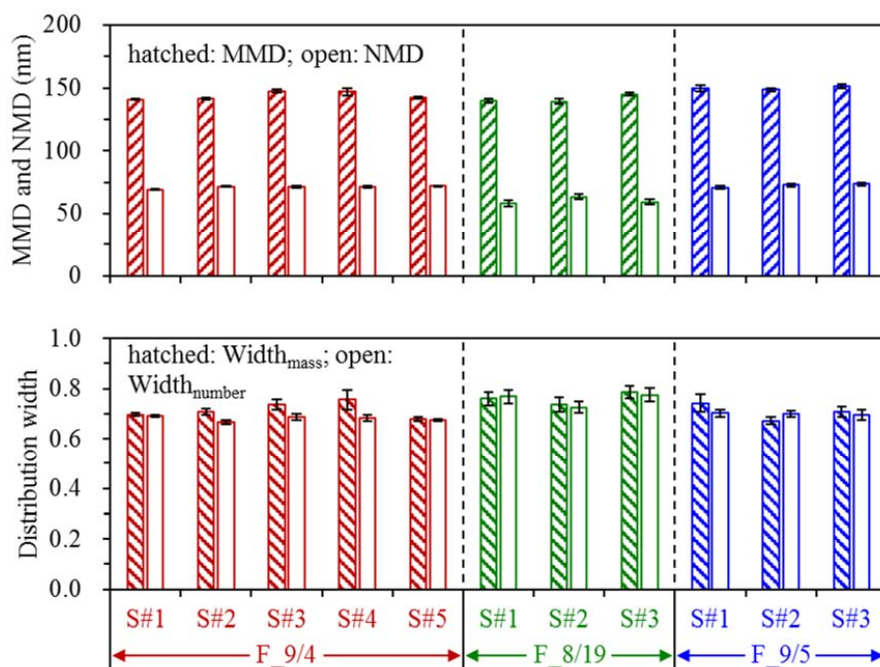 200
150
100
50
0
MMD and NMD (nm)
hatched: MMD; open: NMD
1.0
0.8
0.6
0.4
0.2
0.0
Distribution width
hatched: Width_mass; open:
Width_number
S#1 S#2 S#3 S#4 S#5 S#1 S#2 S#3 S#1 S#2 S#3
F_9/4 F_8/19 F_9/5